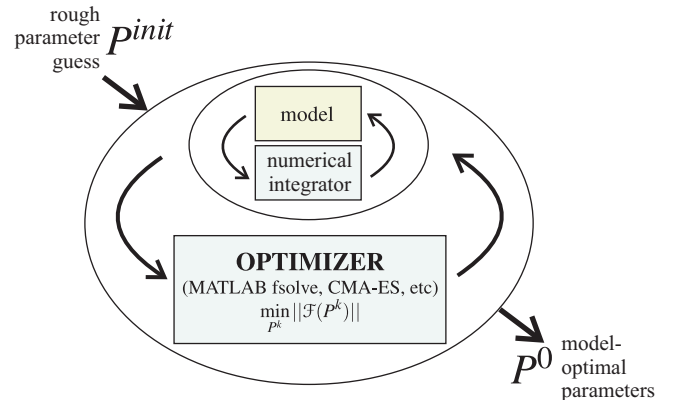 rough
parameter
guess
P^{init}
model
numerical
integrator
OPTIMIZER
(MATLAB fsolve, CMA-ES, etc)
min ||ℱ(P^k)||
P^k
P^0
model-
optimal
parameters